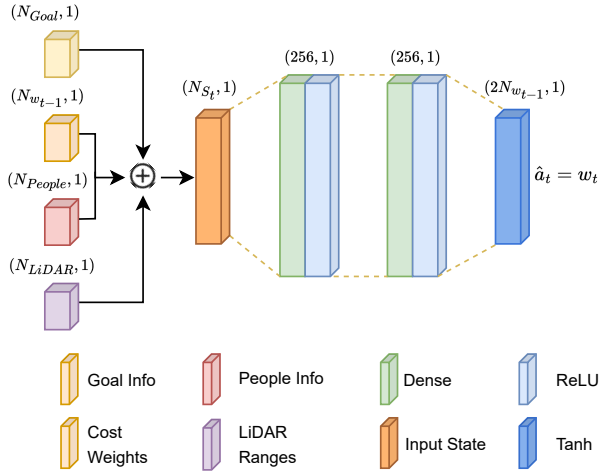 (N_{Goal}, 1)
(N_{w_{t-1}}, 1)
(N_{People}, 1)
(N_{LiDAR}, 1)
(N_{S_t}, 1)
(256, 1)
(256, 1)
(2N_{w_{t-1}}, 1)
â_t = w_t
Goal Info
People Info
Dense
ReLU
Cost
Weights
LiDAR
Ranges
Input State
Tanh